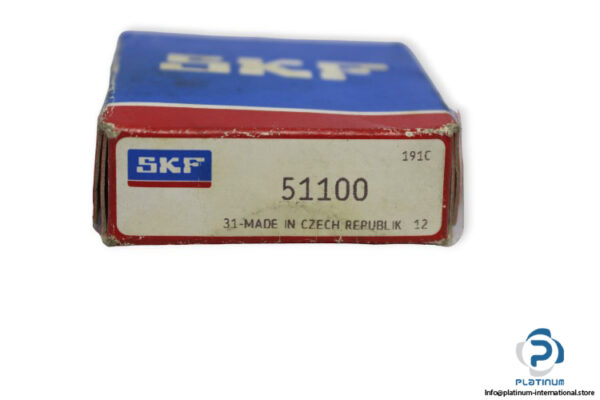 SKF
191C
SKF
51100
31-MADE IN CZECH REPUBLIK 12
PLATINUM
Info@platinum-international.store